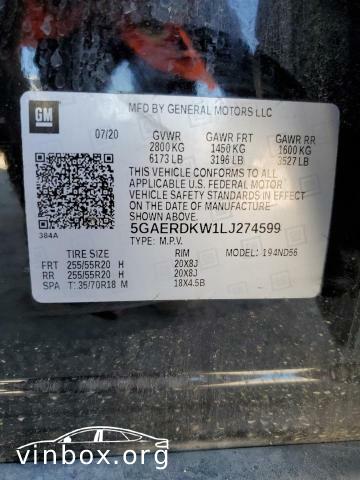 GM
MFD BY GENERAL MOTORS LLC
07/20 GVWR GAWR FRT GAWR RR
2800 KG 1450 KG 1600 KG
6173 LB 3196 LB 3527 LB
THIS VEHICLE CONFORMS TO ALL
APPLICABLE U.S. FEDERAL MOTOR
VEHICLE SAFETY STANDARDS IN EFFECT
ON THE DATE OF MANUFACTURE SHOWN ABOVE.
384A
5GAERDKW1LJ274599
TYPE: M.P.V. MODEL: 194ND56
TIRE SIZE RIM
FRT 255/55R20 H 20X8J
RR 255/55R20 H 20X8J
SPA T: 35/70R18 M 18X4.5B
vinbox.org